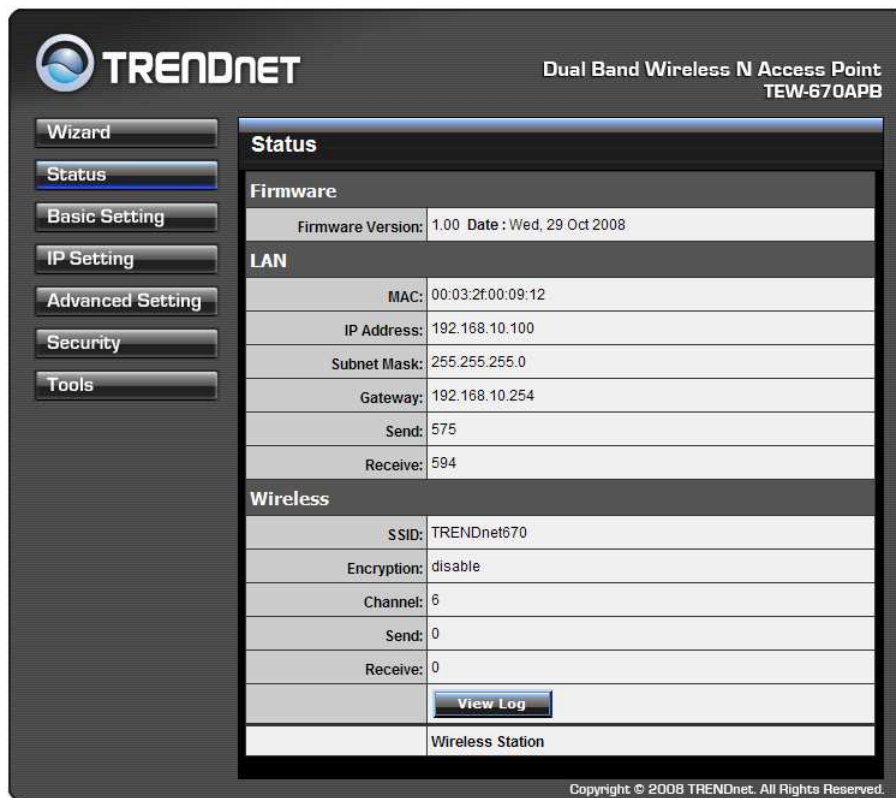 TRENDNET
Dual Band Wireless N Access Point
TEW-670APB
Wizard
Status
Basic Setting
IP Setting
Advanced Setting
Security
Tools
Status
Firmware
Firmware Version: 1.00 Date : Wed, 29 Oct 2008
LAN
MAC: 00:03:2f:00:09:12
IP Address: 192.168.10.100
Subnet Mask: 255.255.255.0
Gateway: 192.168.10.254
Send: 575
Receive: 594
Wireless
SSID: TRENDnet670
Encryption: disable
Channel: 6
Send: 0
Receive: 0
View Log
Wireless Station
Copyright © 2008 TRENDnet. All Rights Reserved.